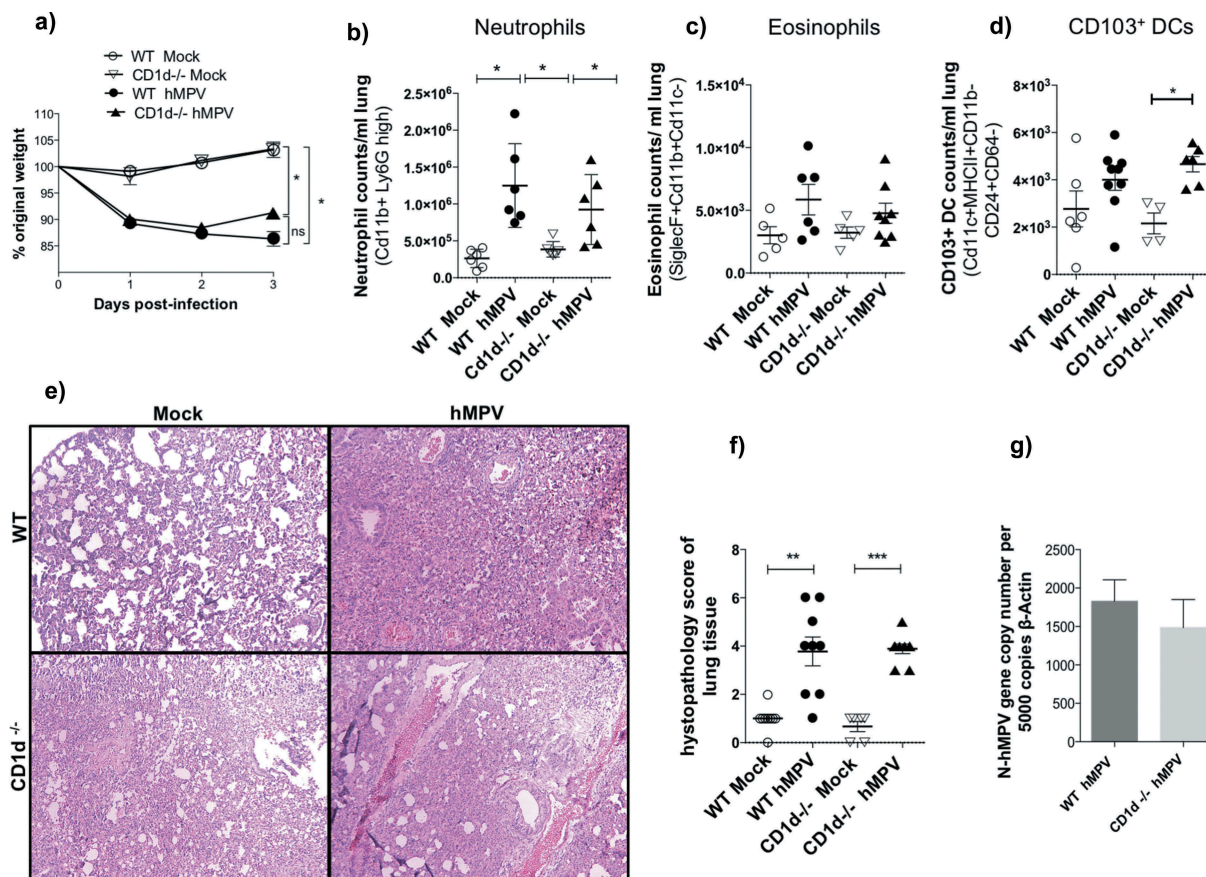 a)
WT Mock
CD1d-/- Mock
WT hMPV
CD1d-/- hMPV
% original weitght
105
100
95
90
85
0
1
2
3
Days post-infection
*
*
ns
b)
Neutrophils
Neutrophil counts/ml lung
(Cd11b+ Ly6G high)
2.5×10⁶
2.0×10⁶
1.5×10⁶
1.0×10⁶
5.0×10⁵
0
*
*
*
WT Mock
WT hMPV
Cd1d-/- Mock
CD1d-/- hMPV
c)
Eosinophils
Eosinophil counts/ ml lung
(SiglecF+Cd11b+Cd11c-)
1.5×10⁴
1.0×10⁴
5.0×10³
0
WT Mock
WT hMPV
CD1d-/- Mock
CD1d-/- hMPV
d)
CD103⁺ DCs
CD103+ DC counts/ml lung
(Cd11c+MHCII+CD11b-
CD24+CD64-)
8×10³
6×10³
4×10³
2×10³
0
*
WT Mock
WT hMPV
CD1d-/- Mock
CD1d-/- hMPV
e)
Mock
hMPV
WT
CD1d -/-
f)
hystopathology score of
lung tissue
8
6
4
2
0
**
***
WT Mock
WT hMPV
CD1d-/- Mock
CD1d-/- hMPV
g)
N-hMPV gene copy number per
5000 copies β-Actin
2500
2000
1500
1000
500
0
WT hMPV
CD1d -/- hMPV